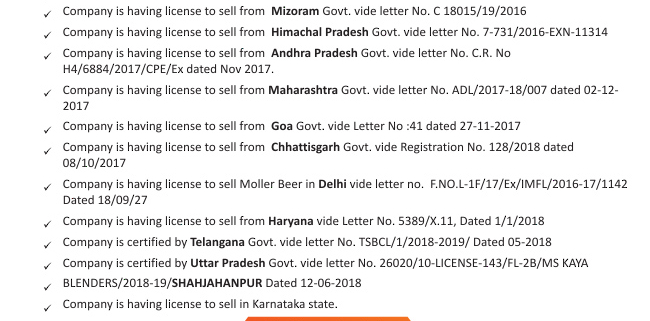 ✓ Company is having license to sell from Mizoram Govt. vide letter No. C 18015/19/2016
✓ Company is having license to sell from Himachal Pradesh Govt. vide letter No. 7-731/2016-EXN-11314
✓ Company is having license to sell from Andhra Pradesh Govt. vide letter No. C.R. No
H4/6884/2017/CPE/Ex dated Nov 2017.
✓ Company is having license to sell from Maharashtra Govt. vide letter No. ADL/2017-18/007 dated 02-12-
2017
✓ Company is having license to sell from Goa Govt. vide Letter No :41 dated 27-11-2017
✓ Company is having license to sell from Chhattisgarh Govt. vide Registration No. 128/2018 dated
08/10/2017
✓ Company is having license to sell Moller Beer in Delhi vide letter no. F.NO.L-1F/17/Ex/IMFL/2016-17/1142
Dated 18/09/27
✓ Company is having license to sell from Haryana vide Letter No. 5389/X.11, Dated 1/1/2018
✓ Company is certified by Telangana Govt. vide letter No. TSBCL/1/2018-2019/ Dated 05-2018
✓ Company is certified by Uttar Pradesh Govt. vide letter No. 26020/10-LICENSE-143/FL-2B/MS KAYA
✓ BLENDERS/2018-19/SHAHJAHANPUR Dated 12-06-2018
✓ Company is having license to sell in Karnataka state.